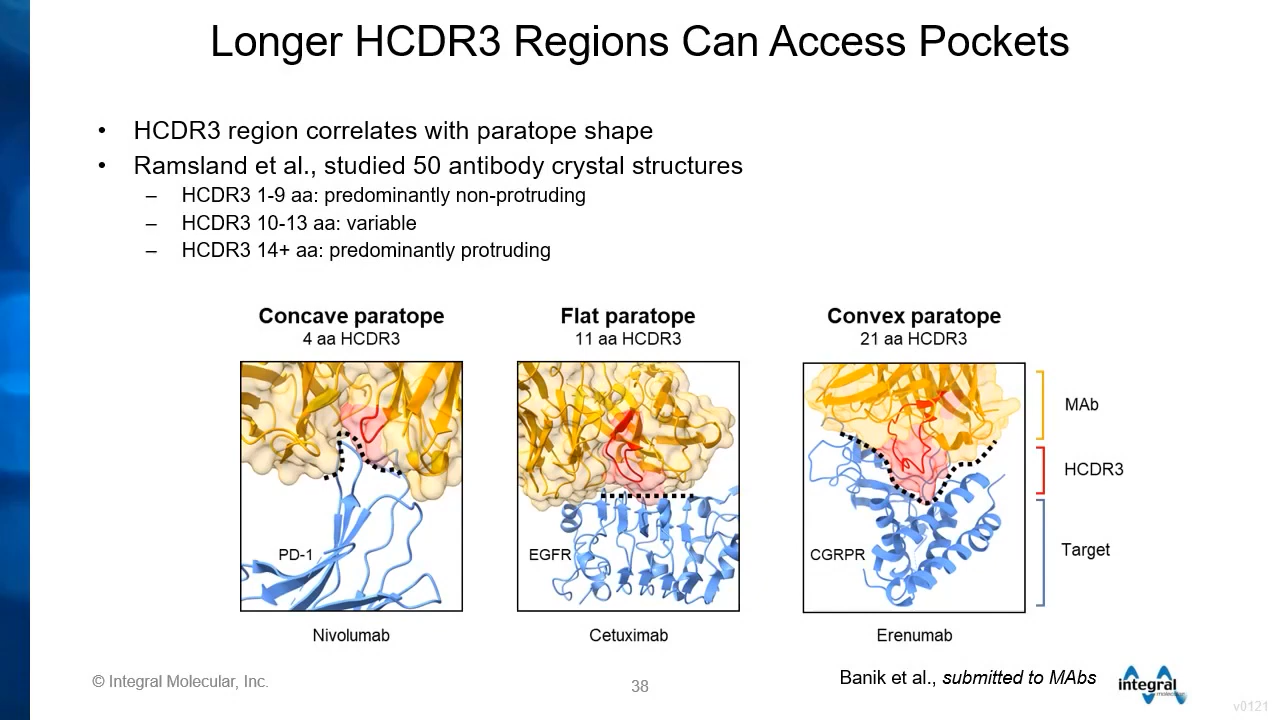 Longer HCDR3 Regions Can Access Pockets
• HCDR3 region correlates with paratope shape
• Ramsland et al., studied 50 antibody crystal structures
– HCDR3 1-9 aa: predominantly non-protruding
– HCDR3 10-13 aa: variable
– HCDR3 14+ aa: predominantly protruding
Concave paratope
4 aa HCDR3
PD-1
Nivolumab
Flat paratope
11 aa HCDR3
EGFR
Cetuximab
Convex paratope
21 aa HCDR3
CGRPR
Erenumab
MAb
HCDR3
Target
© Integral Molecular, Inc.
38
Banik et al., submitted to MAbs
integral
molecular
v0121